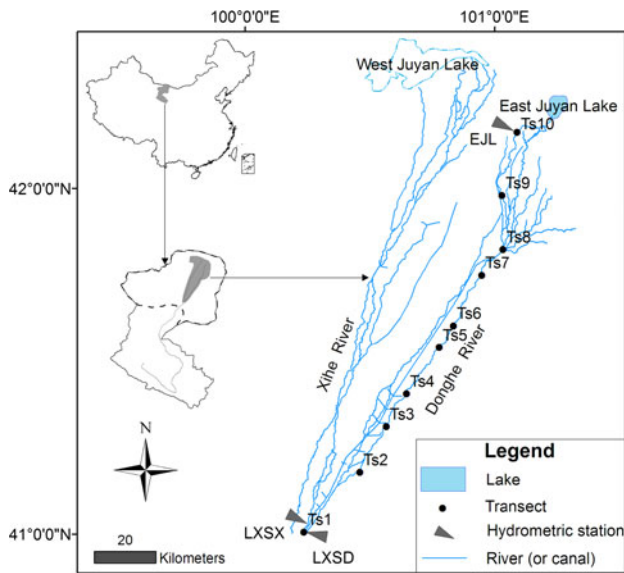 100°0'0"E
101°0'0"E
West Juyan Lake
East Juyan Lake
Ts10
EJL
42°0'0"N
Ts9
Ts8
Ts7
Ts6
Ts5
Xihe River
Donghe River
Ts4
Ts3
Ts2
N
Ts1
41°0'0"N
LXSX
LXSD
20
Kilometers
Legend
Lake
Transect
Hydrometric station
River (or canal)